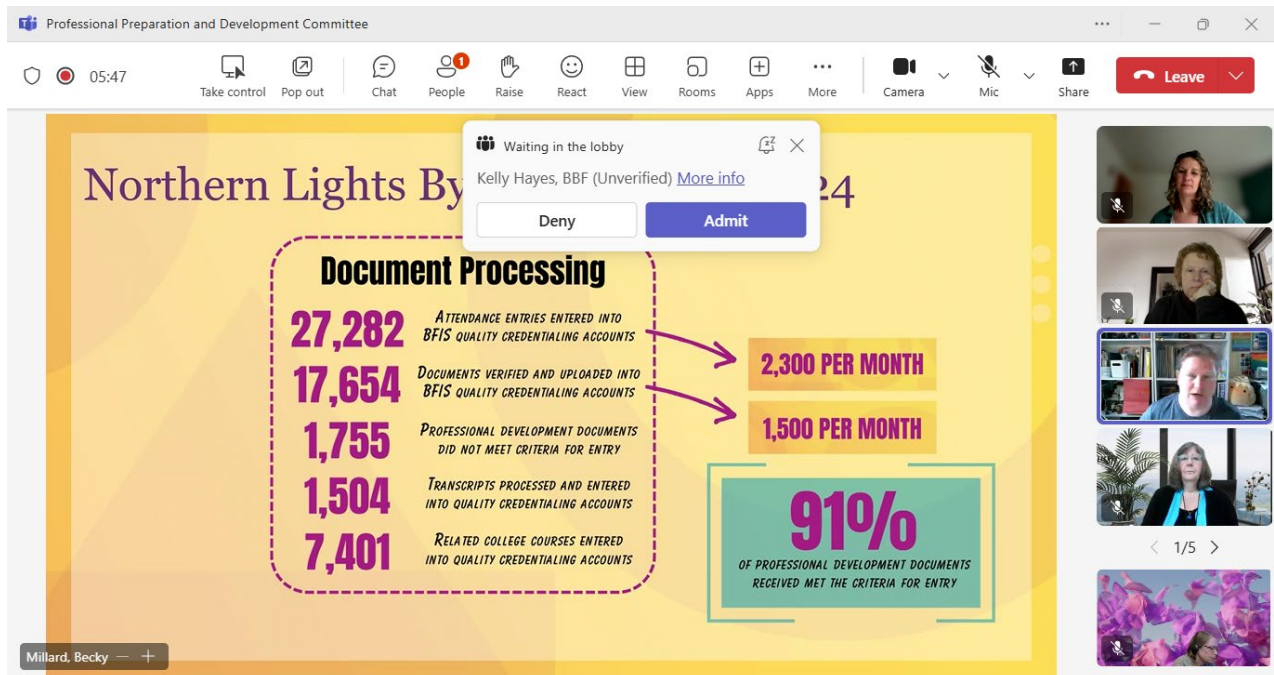 Professional Preparation and Development Committee
05:47
Take control
Pop out
Chat
1
People
Raise
React
View
Rooms
Apps
More
Camera
Mic
Share
Leave
Waiting in the lobby
Kelly Hayes, BBF (Unverified) More info
Deny
Admit
Northern Lights By 24
Document Processing
27,282
ATTENDANCE ENTRIES ENTERED INTO
BFIS QUALITY CREDENTIALING ACCOUNTS
17,654
DOCUMENTS VERIFIED AND UPLOADED INTO
BFIS QUALITY CREDENTIALING ACCOUNTS
1,755
PROFESSIONAL DEVELOPMENT DOCUMENTS
DID NOT MEET CRITERIA FOR ENTRY
1,504
TRANSCRIPTS PROCESSED AND ENTERED
INTO QUALITY CREDENTIALING ACCOUNTS
7,401
RELATED COLLEGE COURSES ENTERED
INTO QUALITY CREDENTIALING ACCOUNTS
2,300 PER MONTH
1,500 PER MONTH
91%
OF PROFESSIONAL DEVELOPMENT DOCUMENTS
RECEIVED MET THE CRITERIA FOR ENTRY
1/5
Millard, Becky